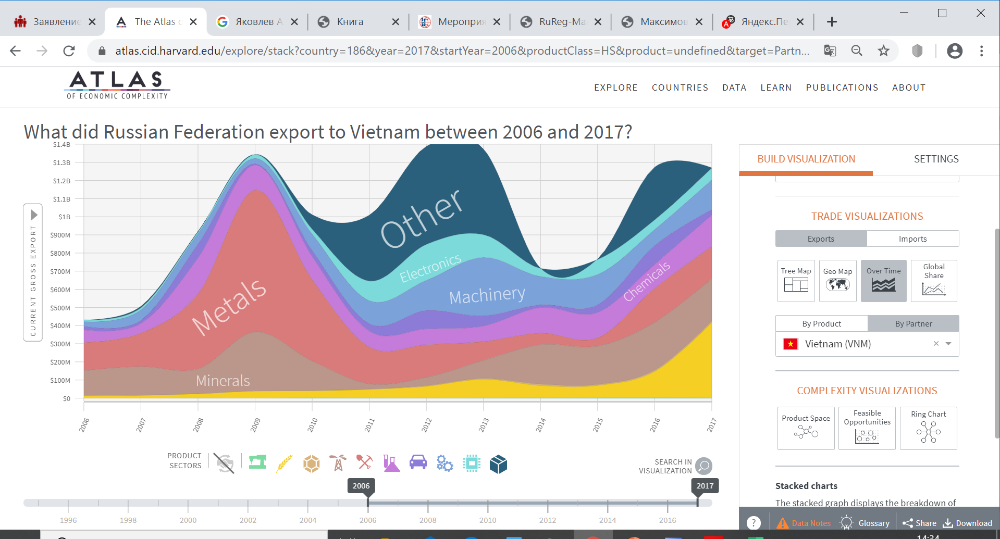 Заявление
The Atlas o
Яковлев А
Книга
Мероприя
RuReg-Ma
Максимов
Яндекс.Пе
atlas.cid.harvard.edu/explore/stack?country=186&year=2017&startYear=2006&productClass=HS&product=undefined&target=Partn...
ATLAS
OF ECONOMIC COMPLEXITY
EXPLORE COUNTRIES DATA LEARN PUBLICATIONS ABOUT
What did Russian Federation export to Vietnam between 2006 and 2017?
CURRENT GROSS EXPORT
$1.4B
$1.3B
$1.2B
$1.1B
$1B
$900M
$800M
$700M
$600M
$500M
$400M
$300M
$200M
$100M
$0
Other
Electronics
Machinery
Chemicals
Metals
Minerals
2006 2007 2008 2009 2010 2011 2012 2013 2014 2015 2016 2017
PRODUCT
SECTORS
SEARCH IN
VISUALIZATION
2006 2017
1996 1998 2000 2002 2004 2006 2008 2010 2012 2014 2016
BUILD VISUALIZATION SETTINGS
TRADE VISUALIZATIONS
Exports Imports
Tree Map Geo Map Over Time Global
Share
By Product By Partner
Vietnam (VNM)
COMPLEXITY VISUALIZATIONS
Product Space Feasible
Opportunities Ring Chart
Stacked charts
The stacked graph displays the breakdown of
? Data Notes Glossary Share Download
14:34